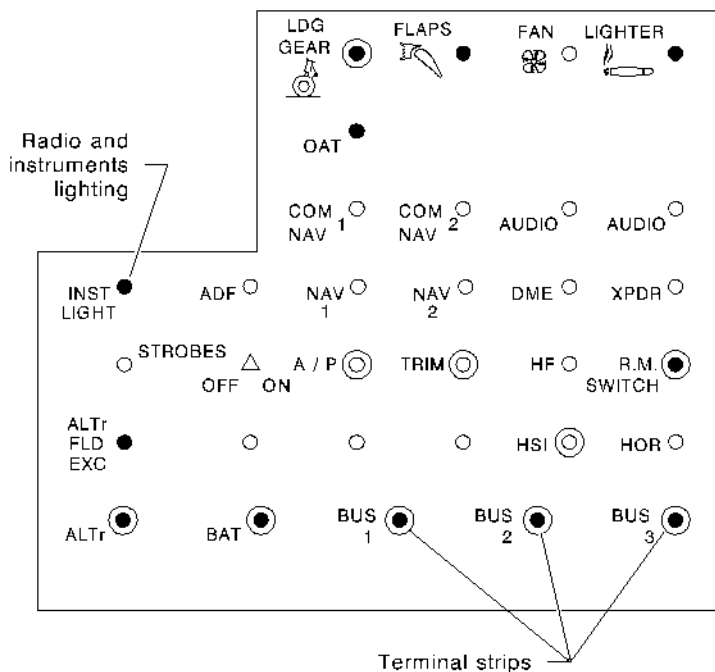 LDG
GEAR
FLAPS
FAN
LIGHTER
OAT
Radio and
instruments
lighting
COM 1
NAV
COM 2
NAV
AUDIO
AUDIO
INST
LIGHT
ADF
NAV
1
NAV
2
DME
XPDR
STROBES
OFF ON
A / P
TRIM
HF
R.M.
SWITCH
ALTr
FLD
EXC
HSI
HOR
ALTr
BAT
BUS
1
BUS
2
BUS
3
Terminal strips